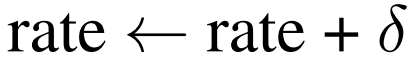 rate ← rate + δ